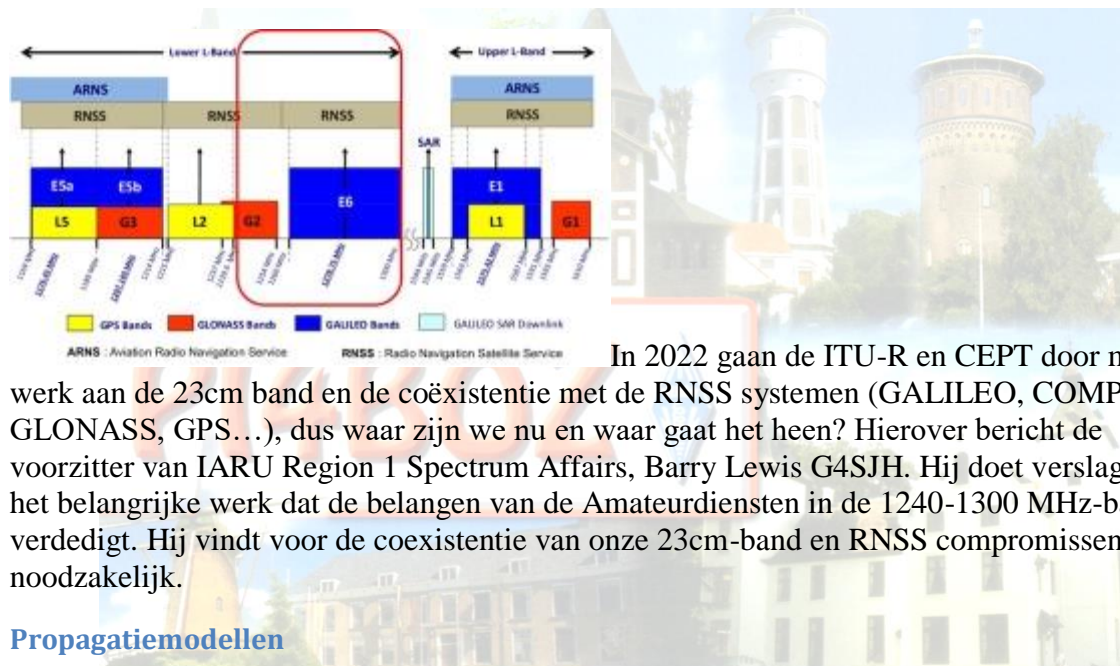 Lower L-Band Upper L-Band
ARNS ARNS
RNSS RNSS RNSS RNSS
SAR
E5a E5b E6 E1
L5 G3 L2 G2 L1 G1
GPS Bands GLONASS Bands GALILEO Bands GALILEO SAR Downlink
ARNS : Aviation Radio Navigation Service RNSS : Radio Navigation Satellite Service
In 2022 gaan de ITU-R en CEPT door
werk aan de 23cm band en de coëxistentie met de RNSS systemen (GALILEO, COMP
GLONASS, GPS…), dus waar zijn we nu en waar gaat het heen? Hierover bericht de
voorzitter van IARU Region 1 Spectrum Affairs, Barry Lewis G4SJH. Hij doet verslag
het belangrijke werk dat de belangen van de Amateurdiensten in de 1240-1300 MHz-b
verdedigt. Hij vindt voor de coexistentie van onze 23cm-band en RNSS compromissen
noodzakelijk.
Propagatiemodellen